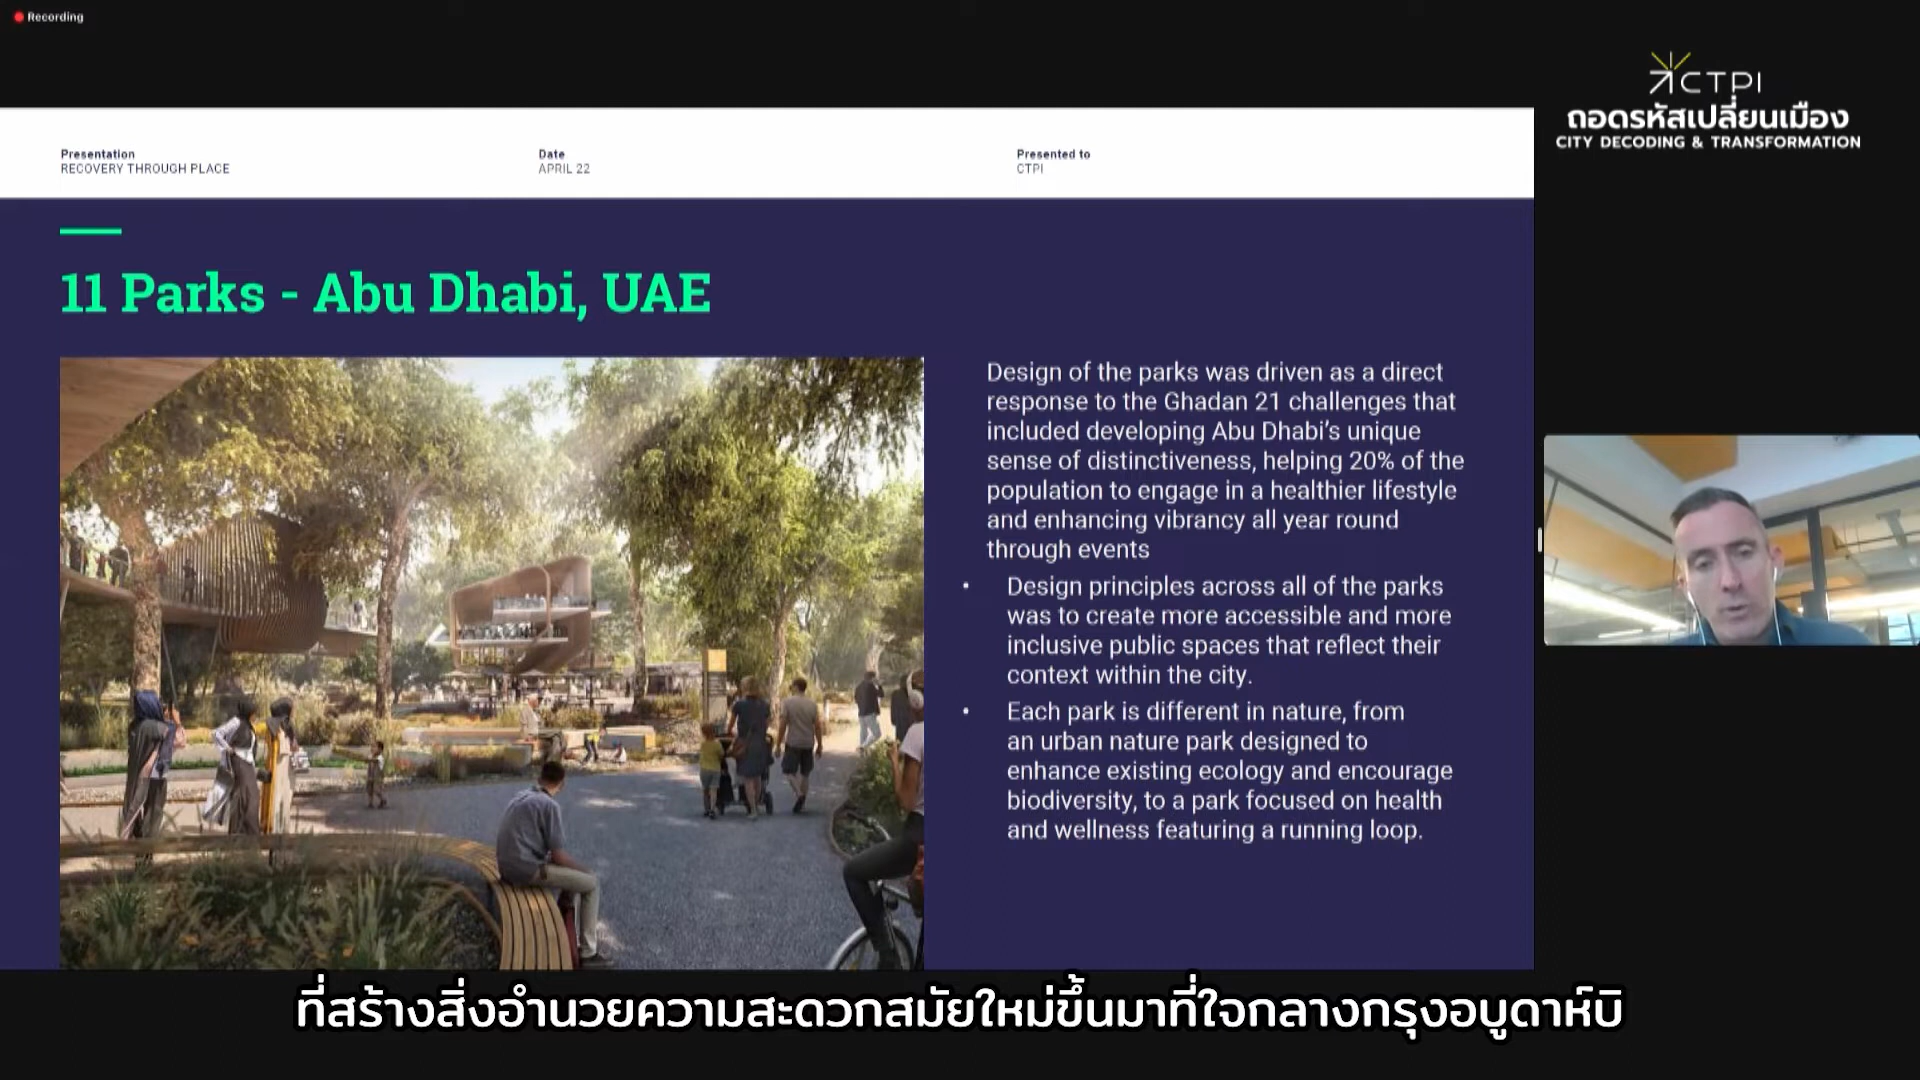 Recording
CTPI
ถอดรหัสเปลี่ยนเมือง
CITY DECODING & TRANSFORMATION
Presentation
RECOVERY THROUGH PLACE
Date
APRIL 22
Presented to
CTPI
11 Parks - Abu Dhabi, UAE
Design of the parks was driven as a direct
response to the Ghadan 21 challenges that
included developing Abu Dhabi’s unique
sense of distinctiveness, helping 20% of the
population to engage in a healthier lifestyle
and enhancing vibrancy all year round
through events
• Design principles across all of the parks
was to create more accessible and more
inclusive public spaces that reflect their
context within the city.
• Each park is different in nature, from
an urban nature park designed to
enhance existing ecology and encourage
biodiversity, to a park focused on health
and wellness featuring a running loop.
ที่สร้างสิ่งอำนวยความสะดวกสมัยใหม่ขึ้นมาที่ใจกลางกรุงอบูดาห์บิ